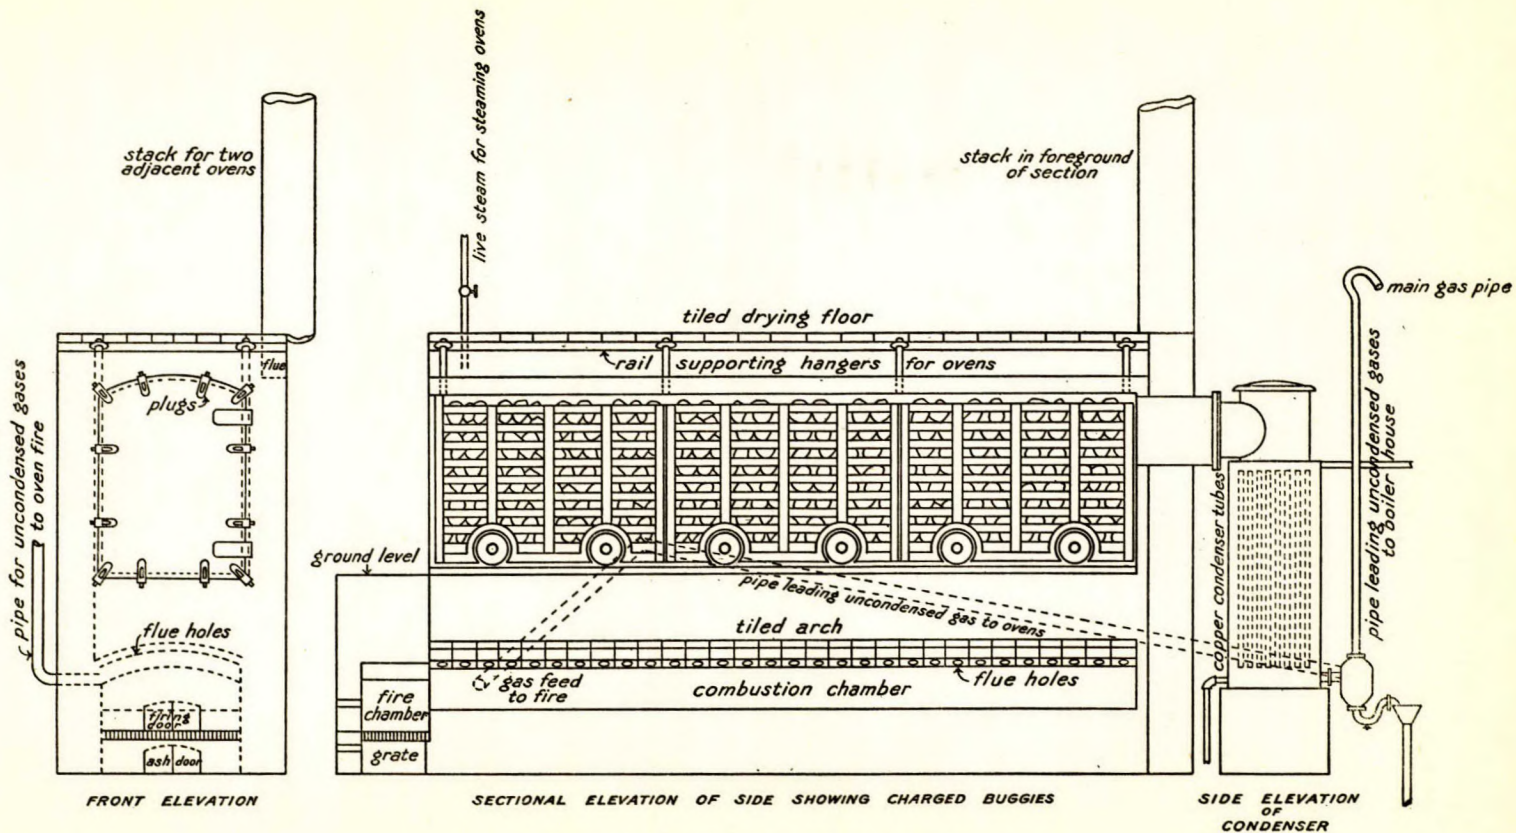 stack for two
adjacent ovens
live steam for steaming ovens
stack in foreground
of section
main gas pipe
tiled drying floor
rail supporting hangers for ovens
flue
plugs
pipe for uncondensed gases
to oven fire
pipe leading uncondensed gases
to boiler house
copper condenser tubes
ground level
pipe leading uncondensed gas to ovens
flue holes
tiled arch
gas feed
to fire
combustion chamber
flue holes
fire
chamber
grate
firing
door
ash door
FRONT ELEVATION
SECTIONAL ELEVATION OF SIDE SHOWING CHARGED BUGGIES
SIDE ELEVATION
OF
CONDENSER